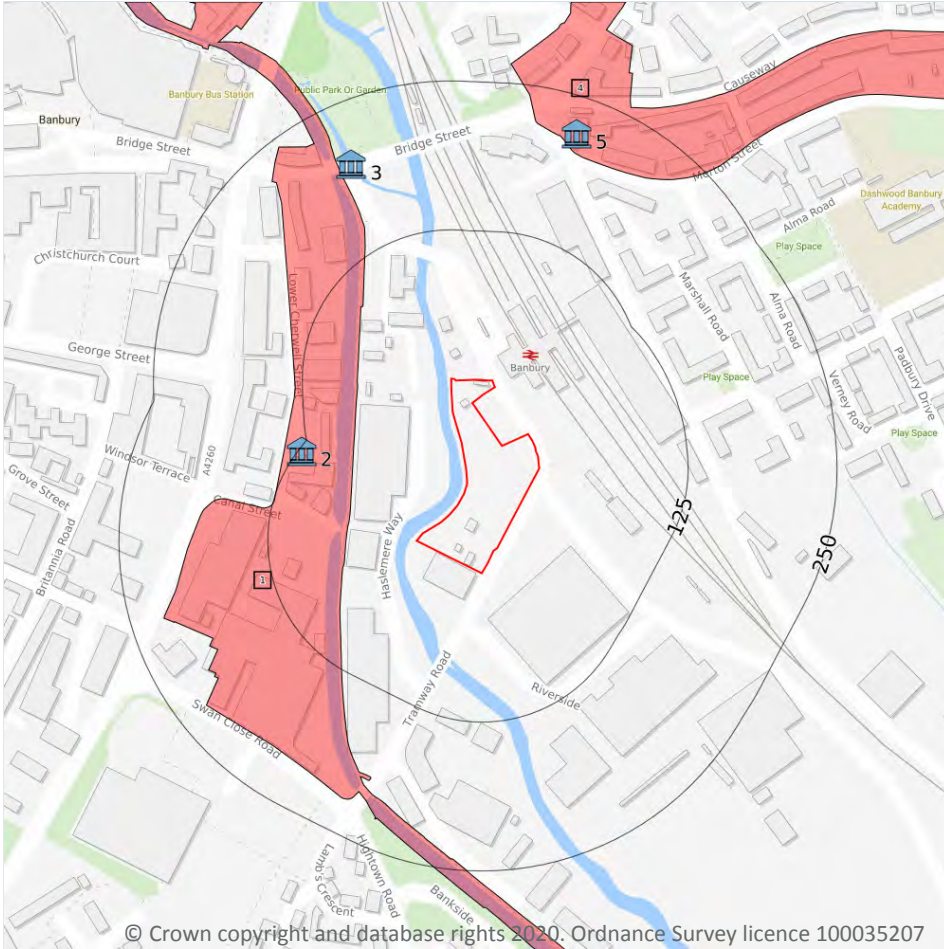 4
Causeway
Banbury Bus Station
Public Park Or Garden
Banbury
Bridge Street
Bridge Street
5
Merton Street
3
Dashwood Banbury
Academy
Alma Road
Play Space
Christchurch Court
Lower Cherwell Street
Marshall Road
Alma Road
George Street
Banbury
Padbury Drive
Play Space
Verney Road
Play Space
Windsor Terrace
A4260
2
Grove Street
Canal Street
125
Haslemere Way
250
Britannia Road
1
Tramway Road
Riverside
Swan Close Road
Hightown Road
Lamb's Crescent
Bankside
© Crown copyright and database rights 2020. Ordnance Survey licence 100035207